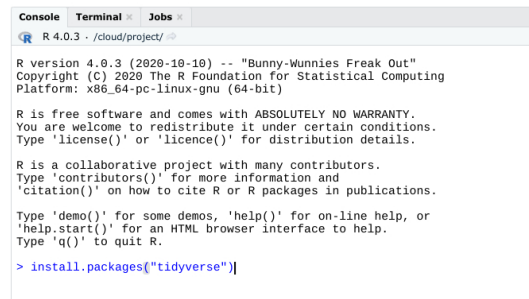 Console Terminal × Jobs ×
R 4.0.3 · /cloud/project/
R version 4.0.3 (2020-10-10) -- "Bunny-Wunnies Freak Out"
Copyright (C) 2020 The R Foundation for Statistical Computing
Platform: x86_64-pc-linux-gnu (64-bit)
R is free software and comes with ABSOLUTELY NO WARRANTY.
You are welcome to redistribute it under certain conditions.
Type 'license()' or 'licence()' for distribution details.
R is a collaborative project with many contributors.
Type 'contributors()' for more information and
'citation()' on how to cite R or R packages in publications.
Type 'demo()' for some demos, 'help()' for on-line help, or
'help.start()' for an HTML browser interface to help.
Type 'q()' to quit R.
> install.packages("tidyverse")